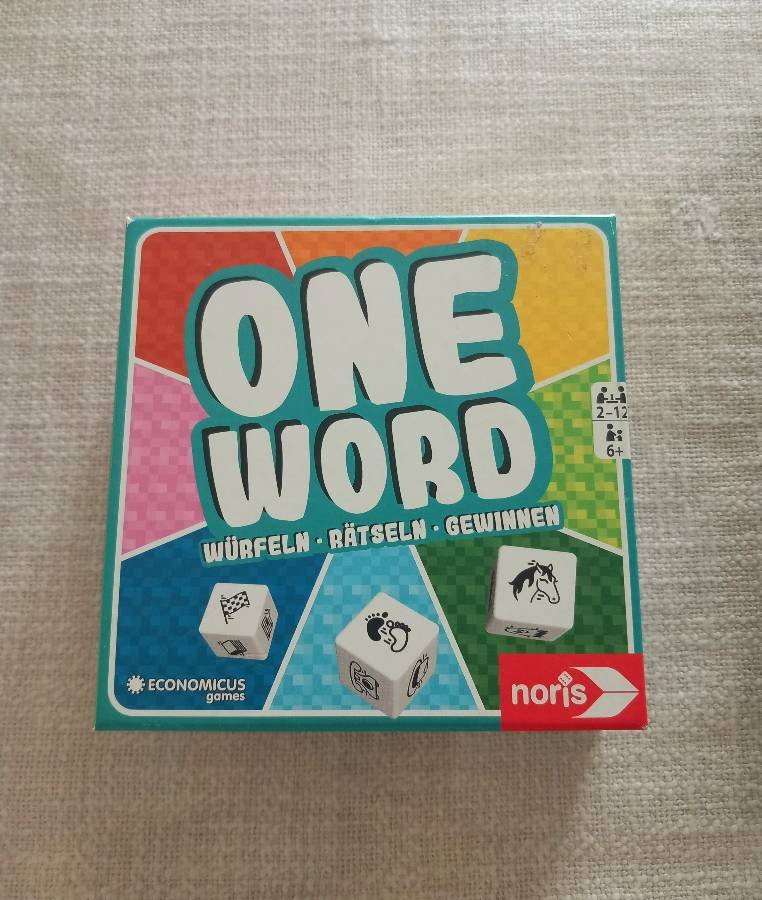 ONE
WORD
WÜRFELN · RÄTSELN · GEWINNEN
2-12
6+
ECONOMICUS
games
noris